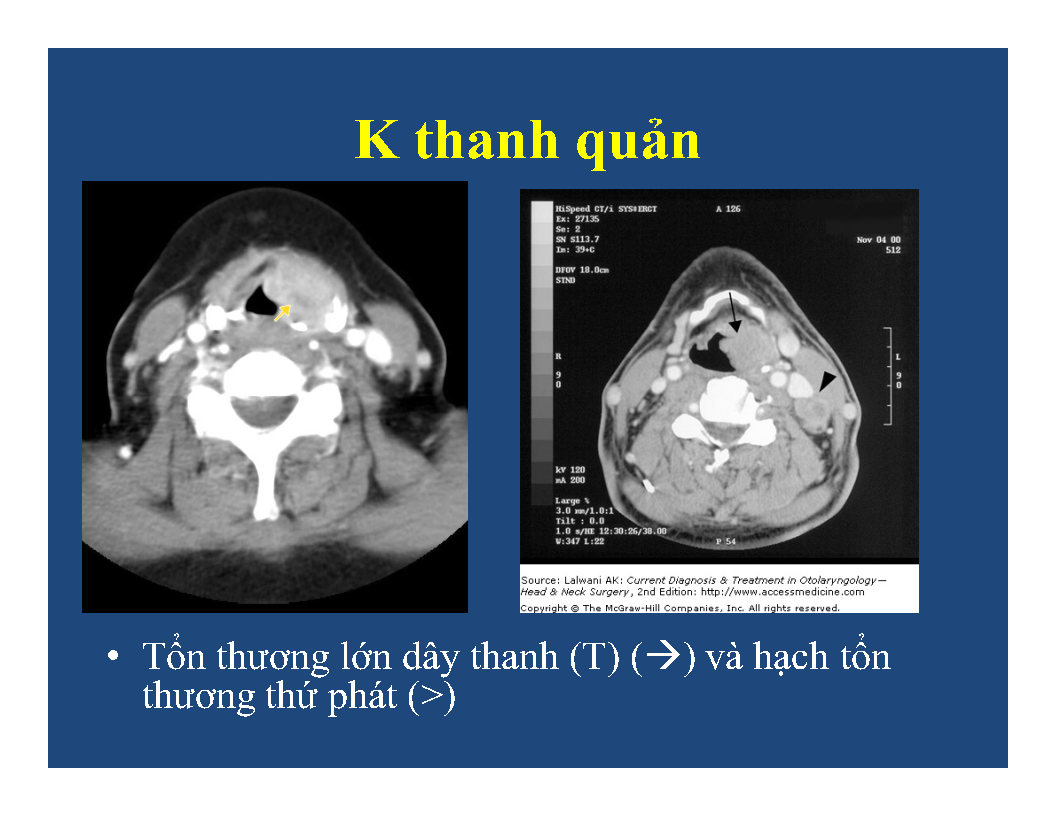 K thanh quản
HiSpeed CT/i SYS#ERCT
A 126
Ex: 27135
Se: 2
SN S113.7
Im: 39+C
Nov 04 00
512
DFOV 18.0cm
STND
R
L
9
0
9
0
kV 120
mA 200
Large %
3.0 mm/1.0:1
Tilt : 0.0
1.0 s/HE 12:30:26/38.08
W:347 L:22
P 54
Source: Lalwani AK: Current Diagnosis & Treatment in Otolaryngology—
Head & Neck Surgery, 2nd Edition: http://www.accessmedicine.com
Copyright © The McGraw-Hill Companies, Inc. All rights reserved.
• Tổn thương lớn dây thanh (T) (→) và hạch tổn
thương thứ phát (>)